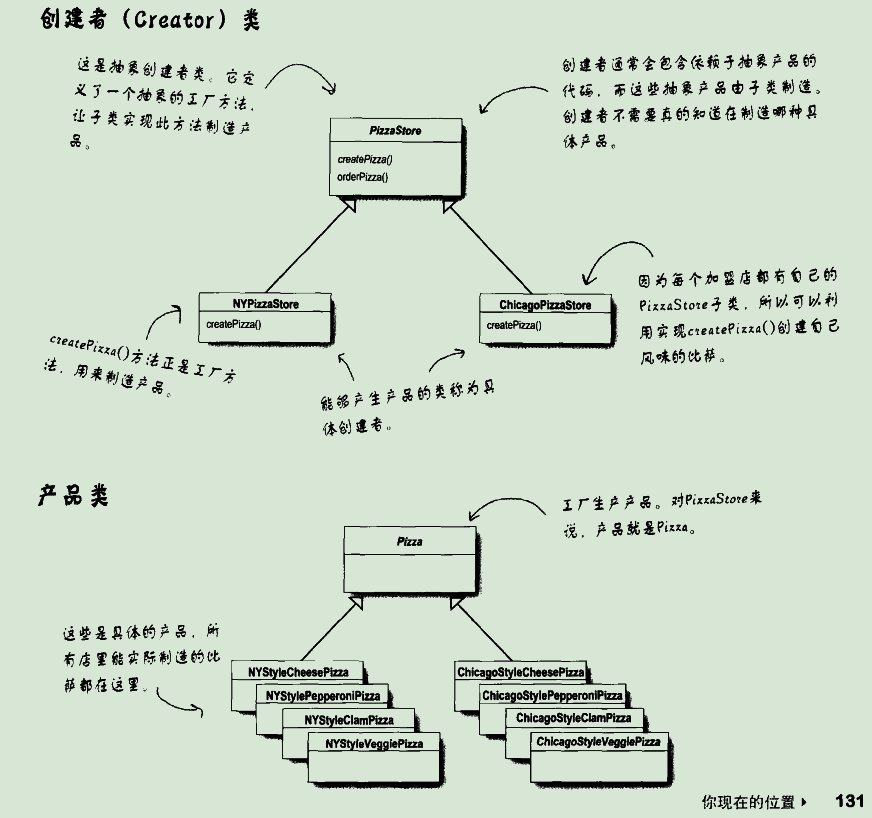 创建者（Creator）类
这是抽象创建者类。它定
义了一个抽象的工厂方法，
让子类实现此方法制造产
品。
创建者通常会包含依赖于抽象产品的
代码，而这些抽象产品由子类制造。
创建者不需要真的知道在制造哪种具
体产品。
PizzaStore
createPizza()
orderPizza()
NYPizzaStore
createPizza()
ChicagoPizzaStore
createPizza()
因为每个加盟店都有自己的
PizzaStore子类，所以可以利
用实现createPizza()创建自己
风味的比萨。
createPizza()方法正是工厂方
法，用来制造产品。
能够产生产品的类称为具
体创建者。
产品类
工厂生产产品。对PizzaStore来
说，产品就是Pizza。
Pizza
这些是具体的产品，所
有店里能实际制造的比
萨都在这里。
NYStyleCheesePizza
NYStylePepperoniPizza
NYStyleClamPizza
NYStyleVeggiePizza
ChicagoStyleCheesePizza
ChicagoStylePepperoniPizza
ChicagoStyleClamPizza
ChicagoStyleVeggiePizza
你现在的位置 131